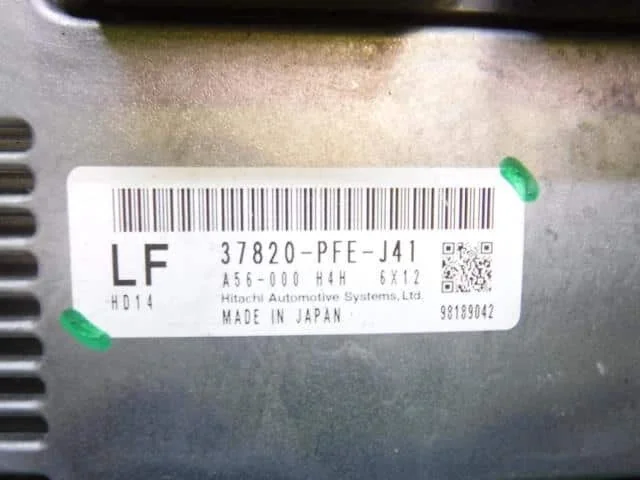 LF
37820-PFE-J41
A56-000 H4H 6X12
HD14
Hitachi Automotive Systems,Ltd.
MADE IN JAPAN
98189042